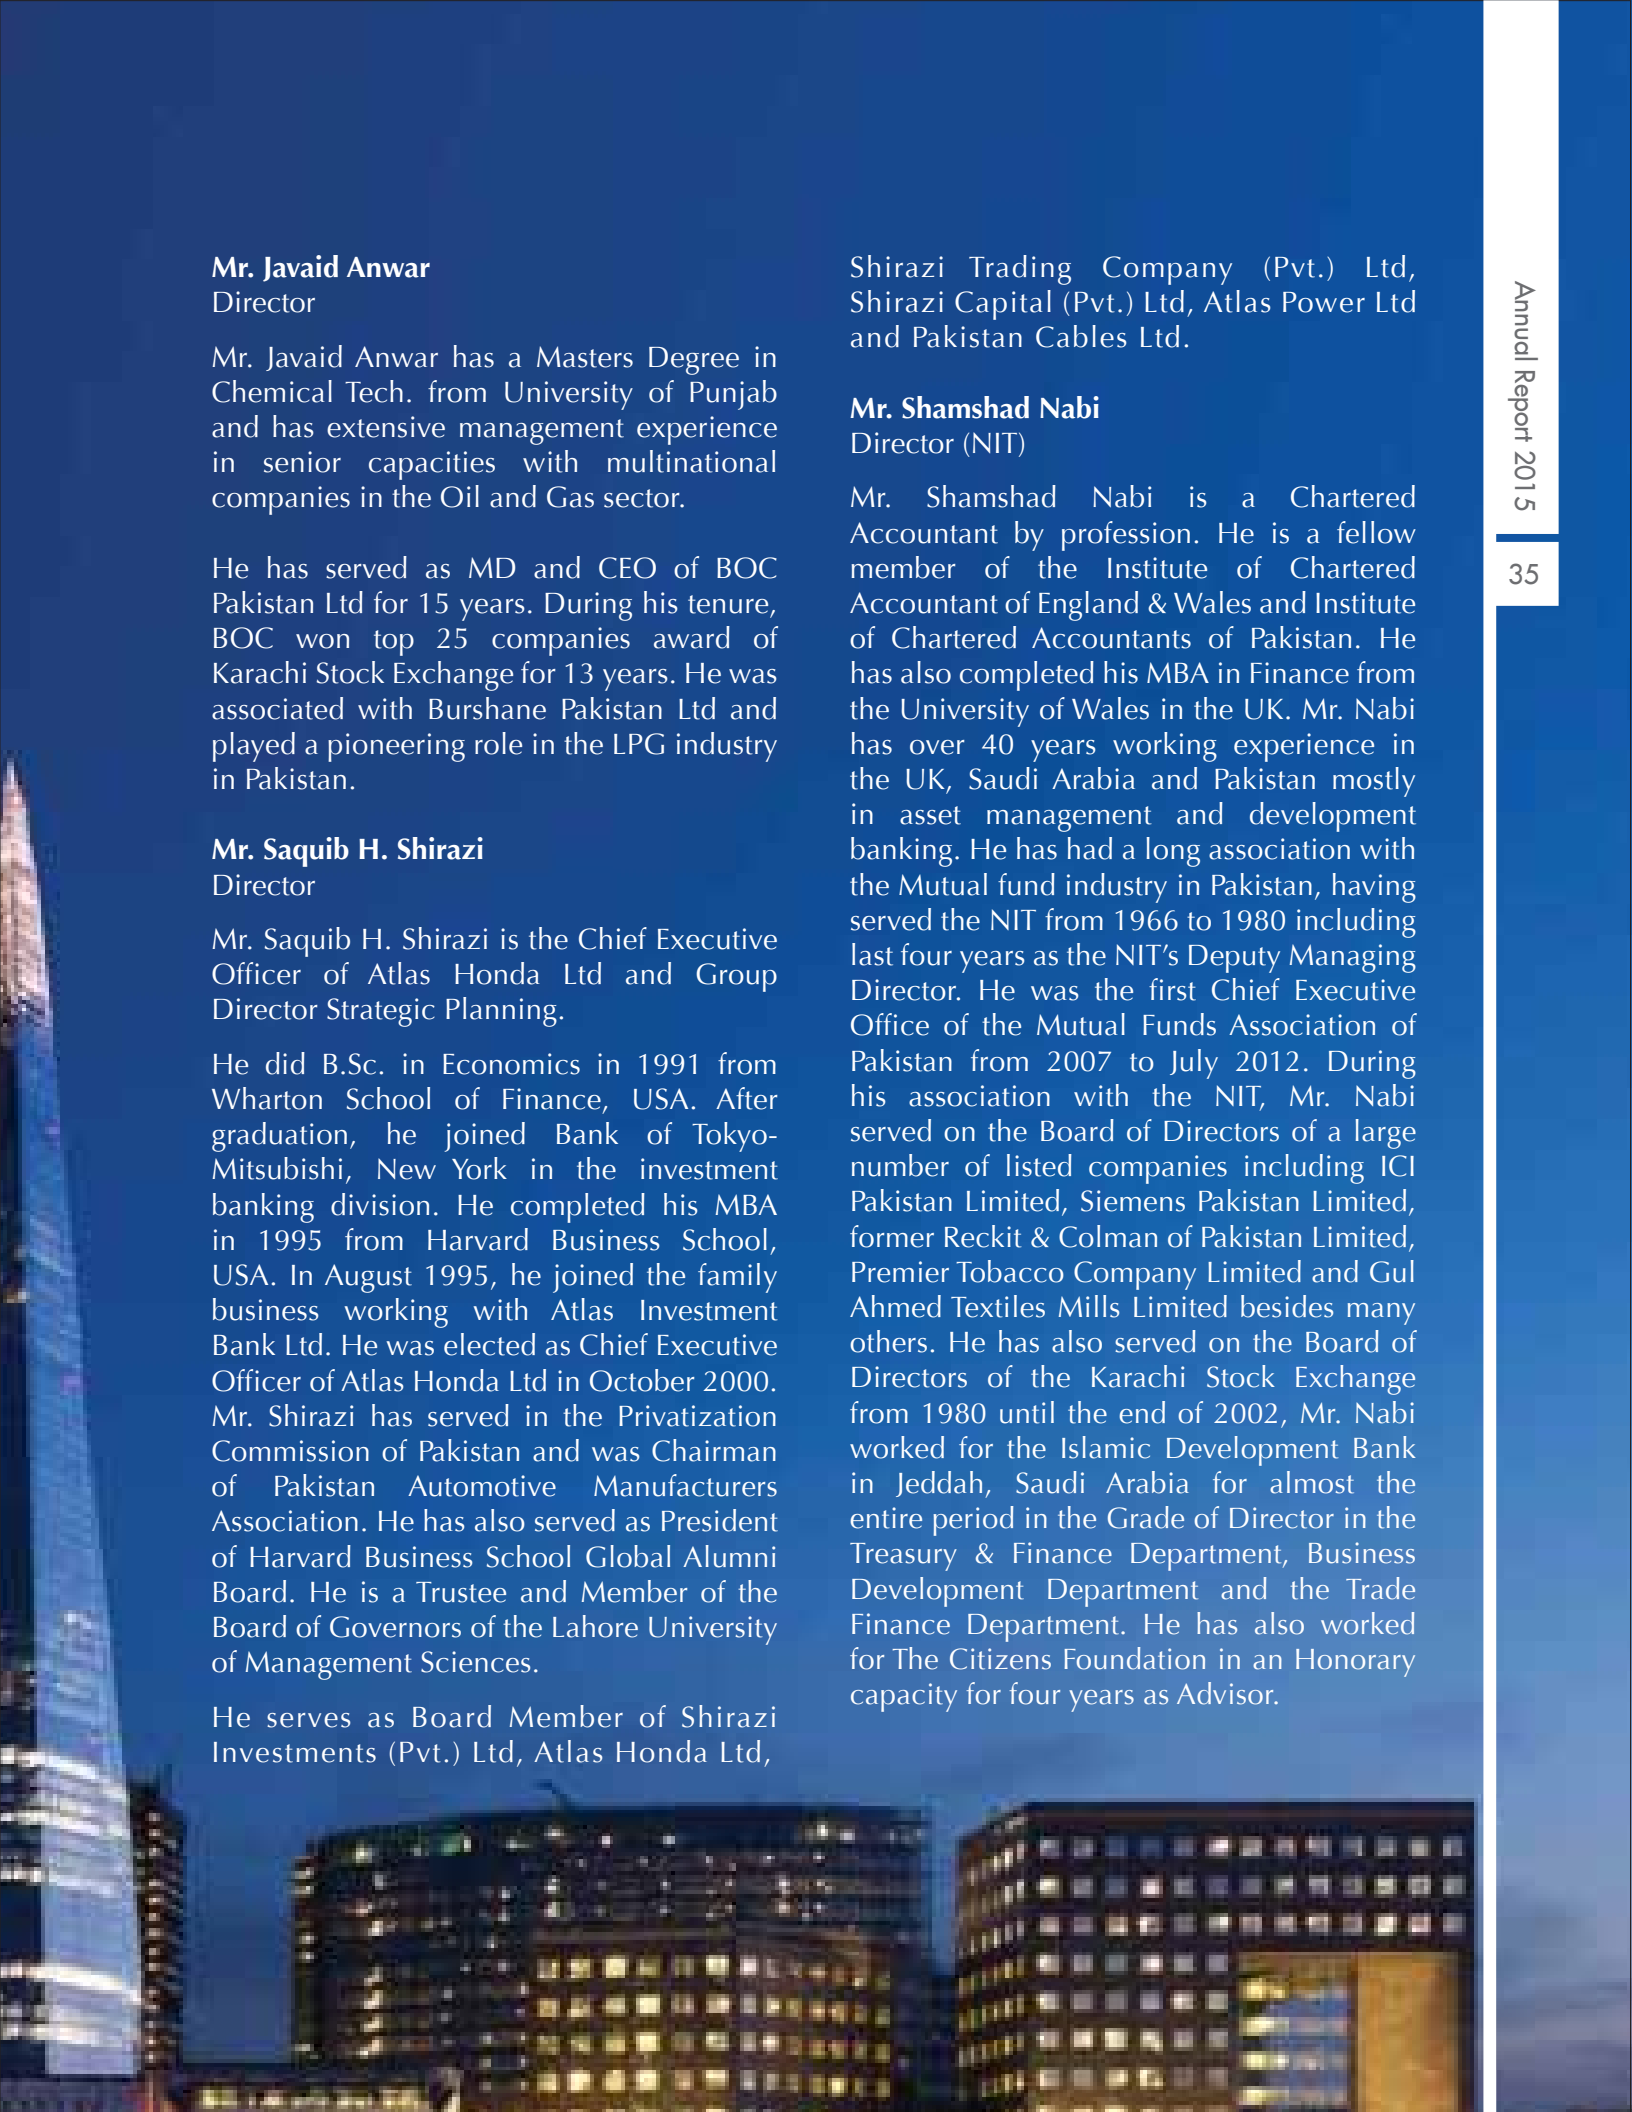 Mr. Javaid Anwar
Director
Mr. Javaid Anwar has a Masters Degree in
Chemical Tech. from University of Punjab
and has extensive management experience
in senior capacities with multinational
companies in the Oil and Gas sector.
He has served as MD and CEO of BOC
Pakistan Ltd for 15 years. During his tenure,
BOC won top 25 companies award of
Karachi Stock Exchange for 13 years. He was
associated with Burshane Pakistan Ltd and
played a pioneering role in the LPG industry
in Pakistan.
Mr. Saquib H. Shirazi
Director
Mr. Saquib H. Shirazi is the Chief Executive
Officer of Atlas Honda Ltd and Group
Director Strategic Planning.
He did B.Sc. in Economics in 1991 from
Wharton School of Finance, USA. After
graduation, he joined Bank of Tokyo-
Mitsubishi, New York in the investment
banking division. He completed his MBA
in 1995 from Harvard Business School,
USA. In August 1995, he joined the family
business working with Atlas Investment
Bank Ltd. He was elected as Chief Executive
Officer of Atlas Honda Ltd in October 2000.
Mr. Shirazi has served in the Privatization
Commission of Pakistan and was Chairman
of Pakistan Automotive Manufacturers
Association. He has also served as President
of Harvard Business School Global Alumni
Board. He is a Trustee and Member of the
Board of Governors of the Lahore University
of Management Sciences.
He serves as Board Member of Shirazi
Investments (Pvt.) Ltd, Atlas Honda Ltd,
Shirazi Trading Company (Pvt.) Ltd,
Shirazi Capital (Pvt.) Ltd, Atlas Power Ltd
and Pakistan Cables Ltd.
Mr. Shamshad Nabi
Director (NIT)
Mr. Shamshad Nabi is a Chartered
Accountant by profession. He is a fellow
member of the Institute of Chartered
Accountant of England & Wales and Institute
of Chartered Accountants of Pakistan. He
has also completed his MBA in Finance from
the University of Wales in the UK. Mr. Nabi
has over 40 years working experience in
the UK, Saudi Arabia and Pakistan mostly
in asset management and development
banking. He has had a long association with
the Mutual fund industry in Pakistan, having
served the NIT from 1966 to 1980 including
last four years as the NIT’s Deputy Managing
Director. He was the first Chief Executive
Office of the Mutual Funds Association of
Pakistan from 2007 to July 2012. During
his association with the NIT, Mr. Nabi
served on the Board of Directors of a large
number of listed companies including ICI
Pakistan Limited, Siemens Pakistan Limited,
former Reckit & Colman of Pakistan Limited,
Premier Tobacco Company Limited and Gul
Ahmed Textiles Mills Limited besides many
others. He has also served on the Board of
Directors of the Karachi Stock Exchange
from 1980 until the end of 2002, Mr. Nabi
worked for the Islamic Development Bank
in Jeddah, Saudi Arabia for almost the
entire period in the Grade of Director in the
Treasury & Finance Department, Business
Development Department and the Trade
Finance Department. He has also worked
for The Citizens Foundation in an Honorary
capacity for four years as Advisor.
Annual Report 2015
35